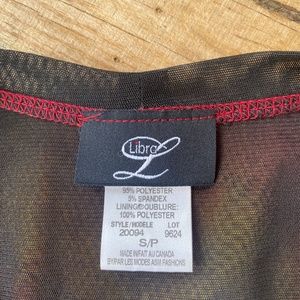 Libra
L
95% POLYESTER
5% SPANDEX
LINING/DOUBLURE:
100% POLYESTER
STYLE/MODELE LOT
20094 9624
S/P
MADE IN/FAIT AU CANADA
BY/PAR LES MODES ASM FASHIONS